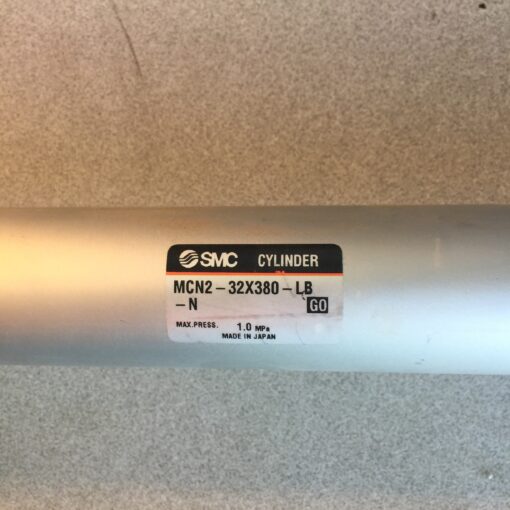 SMC CYLINDER
MCN2-32X380-LB
-N GO
MAX.PRESS. 1.0 MPa
MADE IN JAPAN